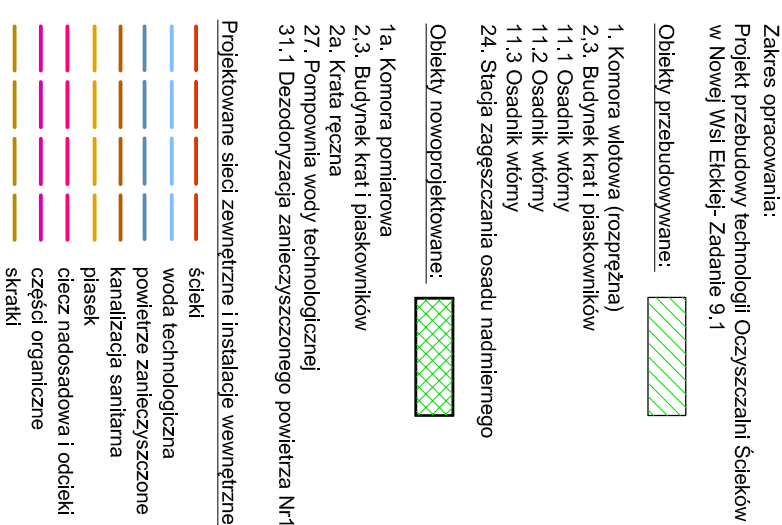 Zakres opracowania:
Projekt przebudowy technologii Oczyszczalni Ścieków
w Nowej Wsi Ełckiej- Zadanie 9.1
Obiekty przebudowywane:
1. Komora wlotowa (rozprężna)
2,3. Budynek krat i piaskowników
11.1 Osadnik wtórny
11.2 Osadnik wtórny
11.3 Osadnik wtórny
24. Stacja zagęszczania osadu nadmiernego
Obiekty nowoprojektowane:
1a. Komora pomiarowa
2,3. Budynek krat i piaskowników
2a. Krata ręczna
27. Pompownia wody technologicznej
31.1 Dezodoryzacja zanieczyszczonego powietrza Nr1
Projektowane sieci zewnętrzne i instalacje wewnętrzne
ścieki
woda technologiczna
powietrze zanieczyszczone
kanalizacja sanitarna
piasek
ciecz nadosadowa i odcieki
części organiczne
skratki